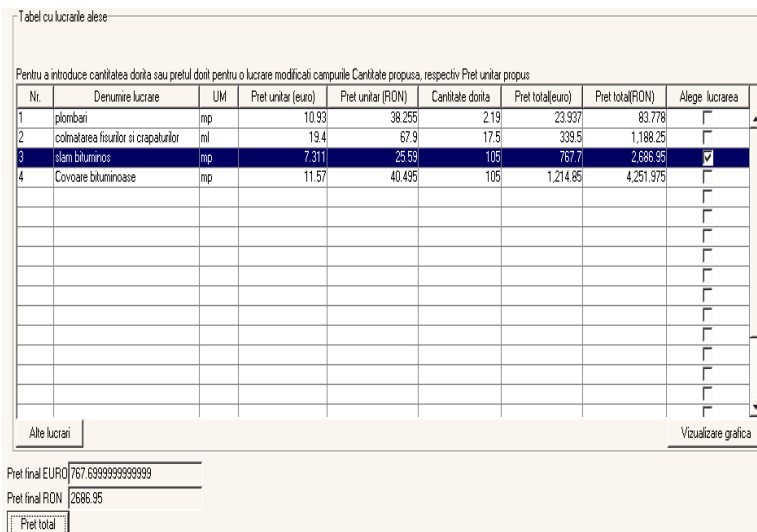 Tabel cu lucrarile alese
Pentru a introduce cantitatea dorita sau pretul dorit pentru o lucrare modificati campurile Cantitate propusa, respectiv Pret unitar propus
Nr. Denumire lucrare UM Pret unitar (euro) Pret unitar (RON) Cantitate dorita Pret total(euro) Pret total(RON) Alege lucrarea
1 plombari mp 10.93 38.255 2.19 23.937 83.778
2 colmatarea fisurilor si crapaturilor ml 19.4 67.9 17.5 339.5 1,188.25
3 slam bituminos mp 7.311 25.59 105 767.7 2,686.95
4 Covoare bituminoase mp 11.57 40.495 105 1,214.85 4,251.975
Alte lucrari Vizualizare grafica
Pret final EURO 767.6999999999999
Pret final RON 2686.95
Pret total